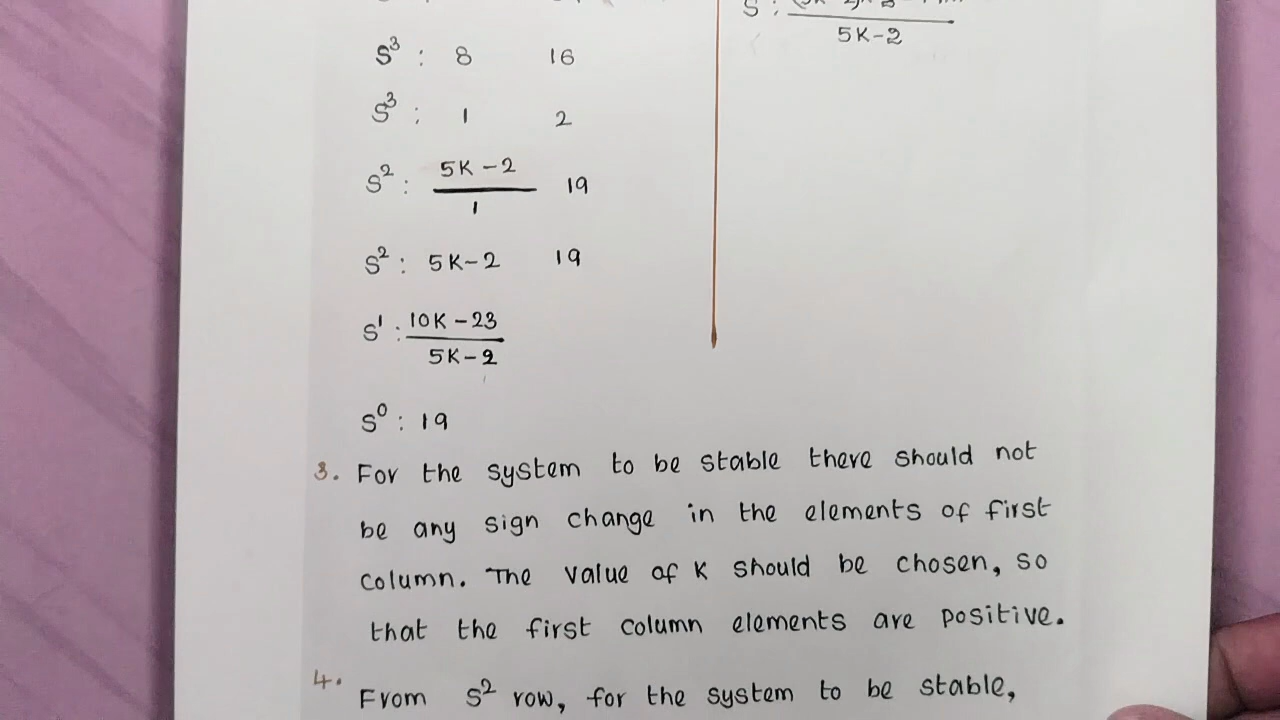 5K-2
S³ : 8 16
S³ : 1 2
S² : 5K-2 / 1 19
S² : 5K-2 19
S¹ : 10K-23 / 5K-2
S⁰ : 19
3. For the system to be stable there should not
be any sign change in the elements of first
column. The value of K should be chosen, so
that the first column elements are positive.
4. From S² row, for the system to be stable,